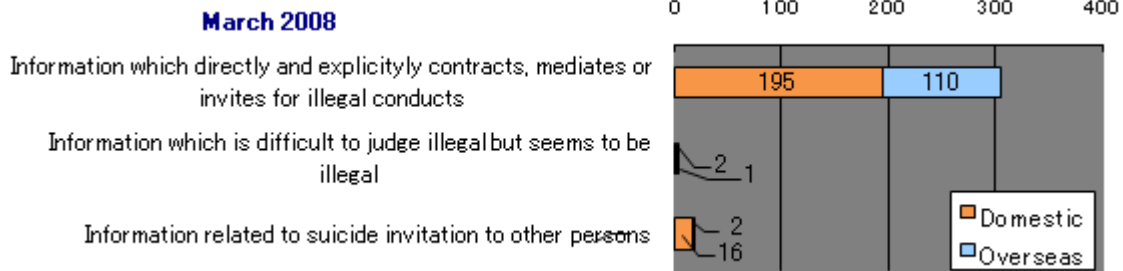 March 2008
0 100 200 300 400
Information which directly and explicityly contracts, mediates or
invites for illegal conducts
195 110
Information which is difficult to judge illegal but seems to be
illegal
2
1
Information related to suicide invitation to other persons
2
16
Domestic
Overseas